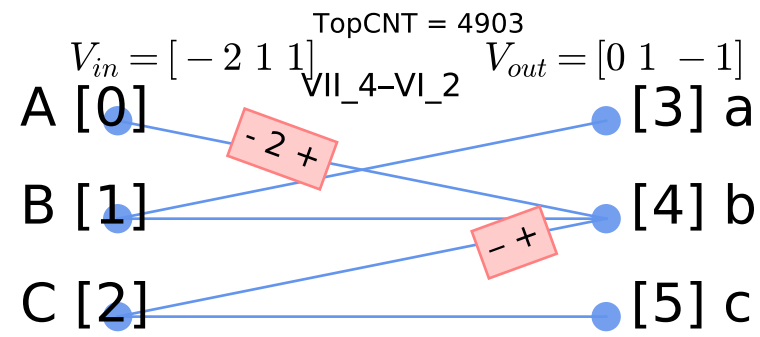 TopCNT = 4903
V_in = [ − 2 1 1]
V_out = [0 1 − 1]
VII_4−VI_2
A [0]
[3] a
- 2 +
B [1]
[4] b
− +
C [2]
[5] c